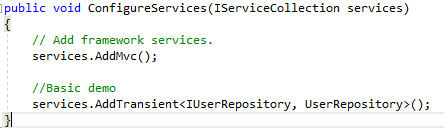 public void ConfigureServices(IServiceCollection services)
{
// Add framework services.
services.AddMvc();
//Basic demo
services.AddTransient<IUserRepository, UserRepository>();
}